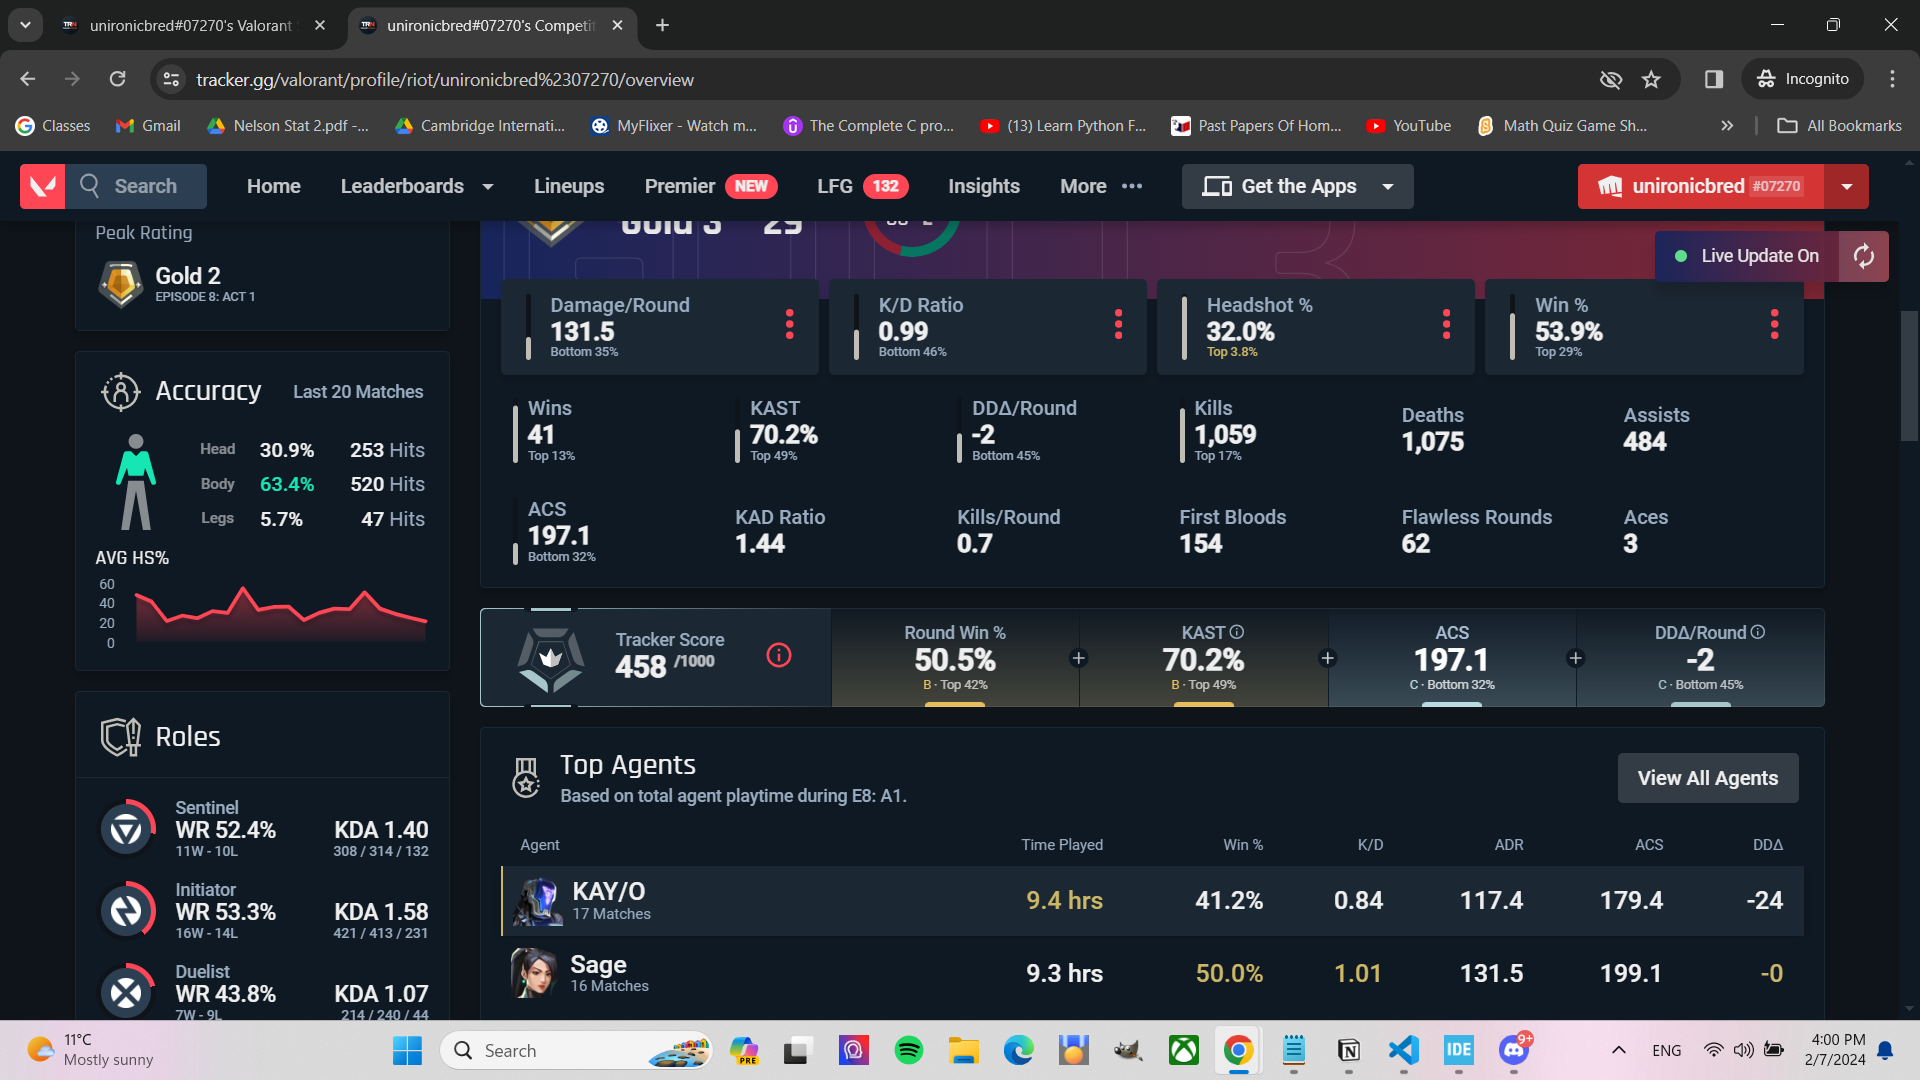 unironicbred#07270's Valorant
unironicbred#07270's Competit
tracker.gg/valorant/profile/riot/unironicbred%2307270/overview
Incognito
Classes
Gmail
Nelson Stat 2.pdf -...
Cambridge Internati...
MyFlixer - Watch m...
The Complete C pro...
(13) Learn Python F...
Past Papers Of Hom...
YouTube
Math Quiz Game Sh...
All Bookmarks
Search
Home
Leaderboards
Lineups
Premier NEW
LFG 132
Insights
More
Get the Apps
unironicbred #07270
Peak Rating
Gold 2
EPISODE 8: ACT 1
Gold 3 29
Live Update On
Damage/Round
131.5
Bottom 35%
K/D Ratio
0.99
Bottom 46%
Headshot %
32.0%
Top 3.8%
Win %
53.9%
Top 29%
Accuracy Last 20 Matches
Head 30.9% 253 Hits
Body 63.4% 520 Hits
Legs 5.7% 47 Hits
AVG HS%
60
40
20
0
Wins
41
Top 13%
KAST
70.2%
Top 49%
DDΔ/Round
-2
Bottom 45%
Kills
1,059
Top 17%
Deaths
1,075
Assists
484
ACS
197.1
Bottom 32%
KAD Ratio
1.44
Kills/Round
0.7
First Bloods
154
Flawless Rounds
62
Aces
3
Tracker Score
458 /1000
Round Win %
50.5%
B · Top 42%
KAST
70.2%
B · Top 49%
ACS
197.1
C · Bottom 32%
DDΔ/Round
-2
C · Bottom 45%
Roles
Sentinel
WR 52.4% KDA 1.40
11W - 10L 308 / 314 / 132
Initiator
WR 53.3% KDA 1.58
16W - 14L 421 / 413 / 231
Duelist
WR 43.8% KDA 1.07
7W - 9L 214 / 240 / 44
Top Agents
Based on total agent playtime during E8: A1.
View All Agents
Agent Time Played Win % K/D ADR ACS DDΔ
KAY/O
17 Matches
9.4 hrs 41.2% 0.84 117.4 179.4 -24
Sage
16 Matches
9.3 hrs 50.0% 1.01 131.5 199.1 -0
11°C
Mostly sunny
Search
PRE
IDE
9+
ENG
4:00 PM
2/7/2024